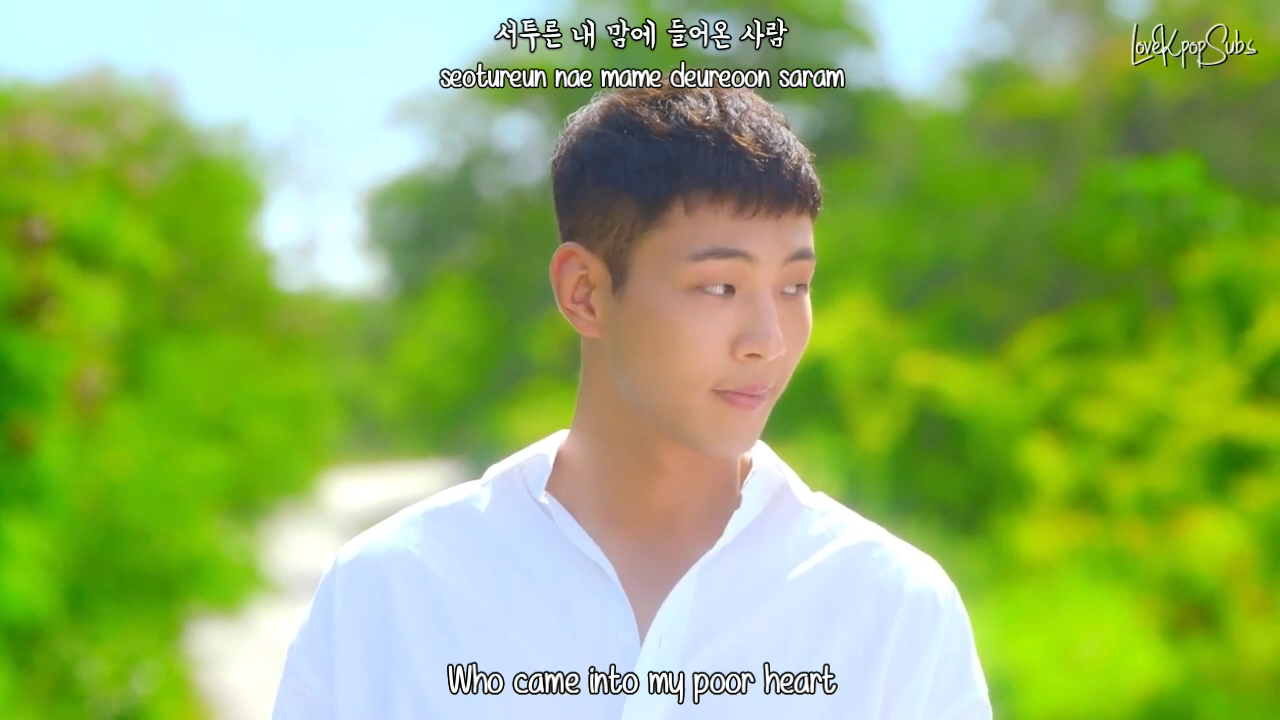 서투른 내 맘에 들어온 사람
LoveKpopSubs
seotureun nae mame deureoon saram
Who came into my poor heart